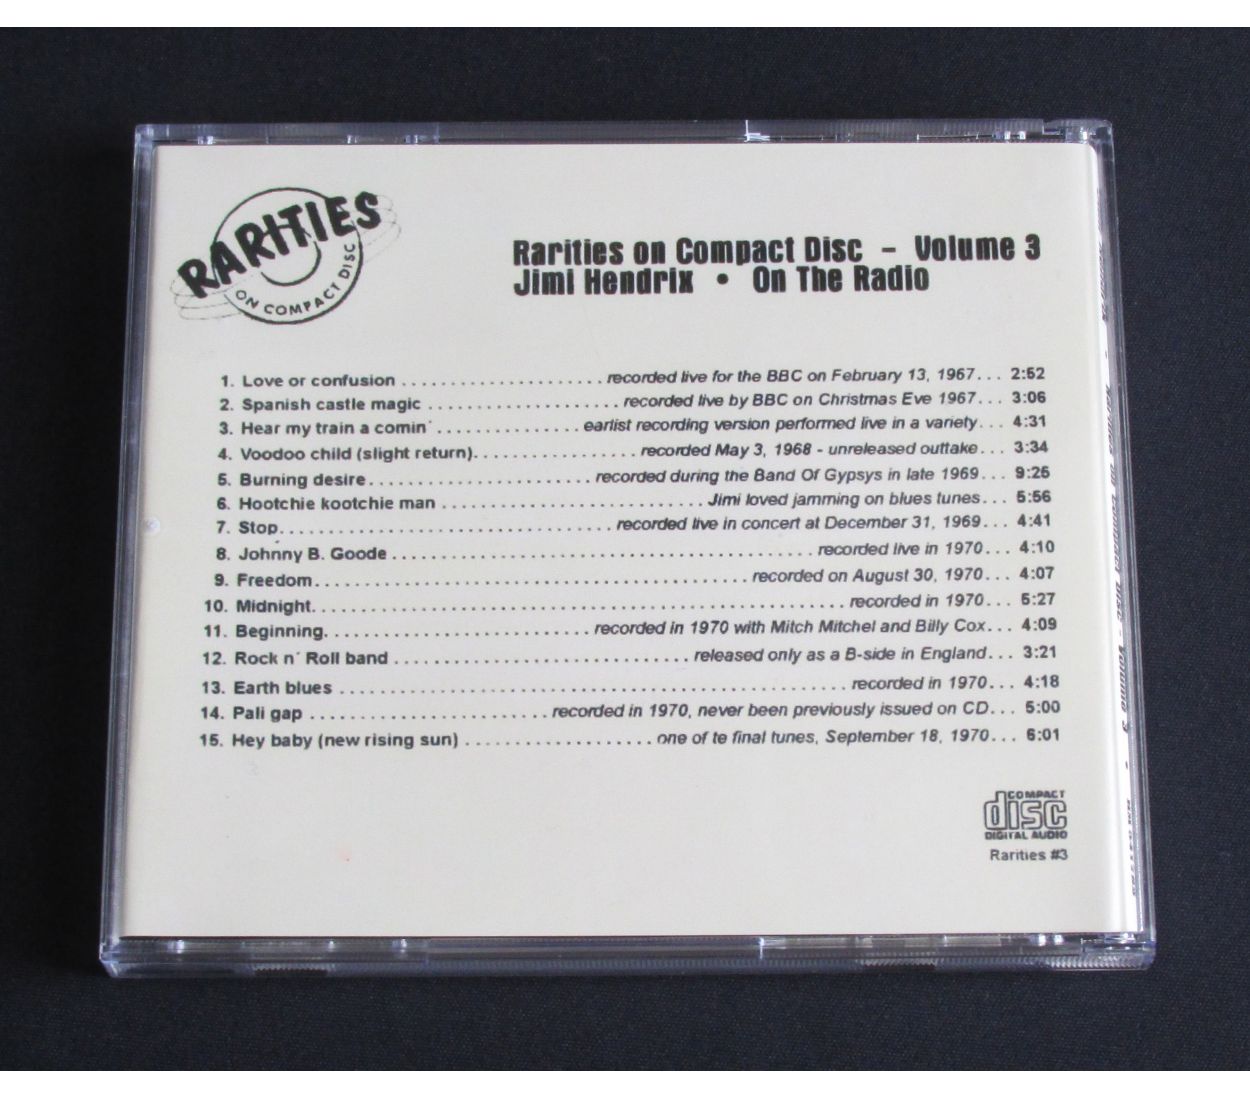 RARITIES
ON COMPACT DISC
Rarities on Compact Disc – Volume 3
Jimi Hendrix • On The Radio
1. Love or confusion . . . . . . . . . . . . . . . . . . . . . recorded live for the BBC on February 13, 1967. . . 2:52
2. Spanish castle magic . . . . . . . . . . . . . . . . . . . . recorded live by BBC on Christmas Eve 1967. . . 3:06
3. Hear my train a comin´ . . . . . . . . . . . . . . . earlist recording version performed live in a variety. . . 4:31
4. Voodoo child (slight return). . . . . . . . . . . . . . . . . recorded May 3, 1968 - unreleased outtake. . . 3:34
5. Burning desire. . . . . . . . . . . . . . . . . . . . . . . recorded during the Band Of Gypsys in late 1969. . . 9:25
6. Hootchie kootchie man . . . . . . . . . . . . . . . . . . . . . . . . . . . Jimi loved jamming on blues tunes. . . 5:56
7. Stop. . . . . . . . . . . . . . . . . . . . . . . . . . . . . . . . . . recorded live in concert at December 31, 1969. . . 4:41
8. Johnny B. Goode . . . . . . . . . . . . . . . . . . . . . . . . . . . . . . . . . . . . . . . . . . . recorded live in 1970. . . 4:10
9. Freedom. . . . . . . . . . . . . . . . . . . . . . . . . . . . . . . . . . . . . . . . . . . . recorded on August 30, 1970. . . 4:07
10. Midnight. . . . . . . . . . . . . . . . . . . . . . . . . . . . . . . . . . . . . . . . . . . . . . . . . . . . . . recorded in 1970. . . 5:27
11. Beginning. . . . . . . . . . . . . . . . . . . . . . . . . . . recorded in 1970 with Mitch Mitchel and Billy Cox. . . 4:09
12. Rock n´ Roll band . . . . . . . . . . . . . . . . . . . . . . . . . . . . . . released only as a B-side in England. . . 3:21
13. Earth blues . . . . . . . . . . . . . . . . . . . . . . . . . . . . . . . . . . . . . . . . . . . . . . . . . . . recorded in 1970. . . 4:18
14. Pali gap . . . . . . . . . . . . . . . . . . . . . . . . recorded in 1970, never been previously issued on CD. . . 5:00
15. Hey baby (new rising sun) . . . . . . . . . . . . . . . . . . . one of te final tunes, September 18, 1970. . . 6:01
COMPACT
disc
DIGITAL AUDIO
Rarities #3